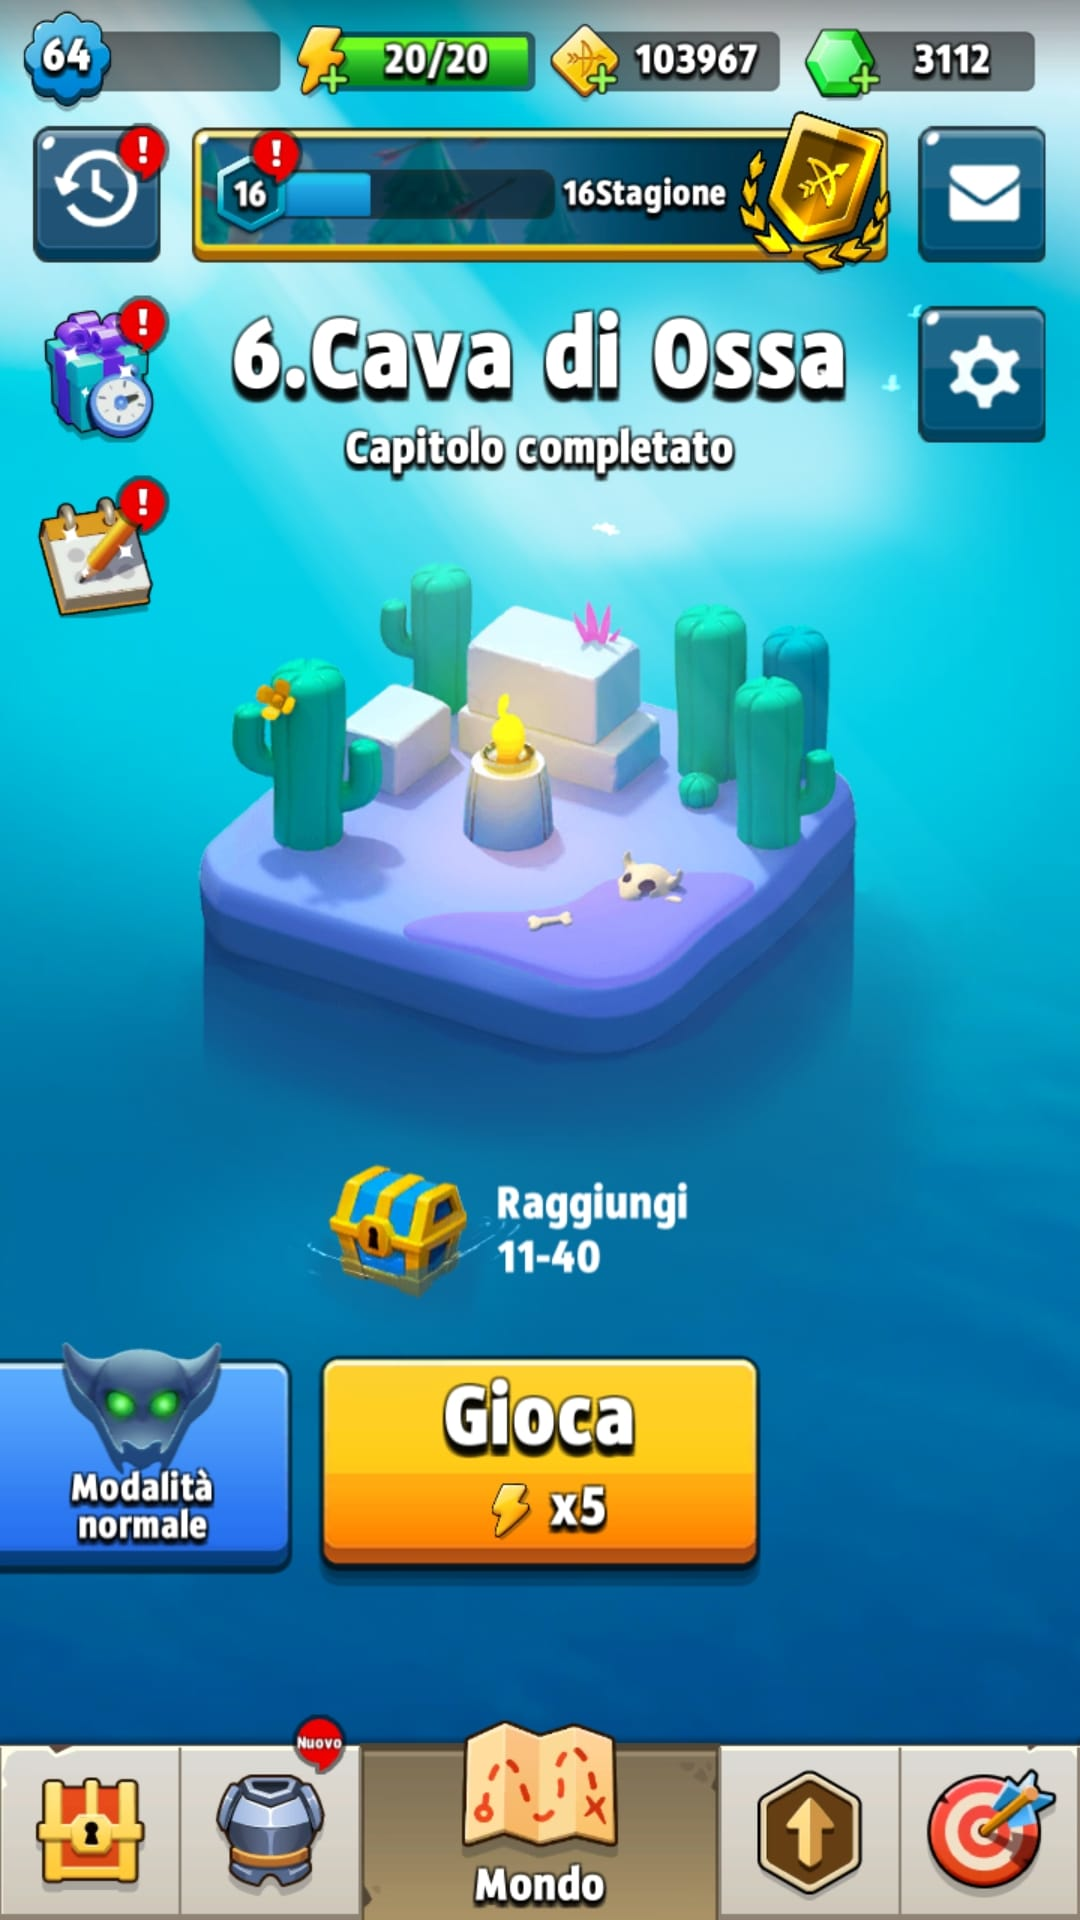 64
20/20
103967
3112
!
!
16
16Stagione
!
6.Cava di Ossa
Capitolo completato
!
Raggiungi
11-40
Modalità
normale
Gioca
x5
Nuovo
Mondo